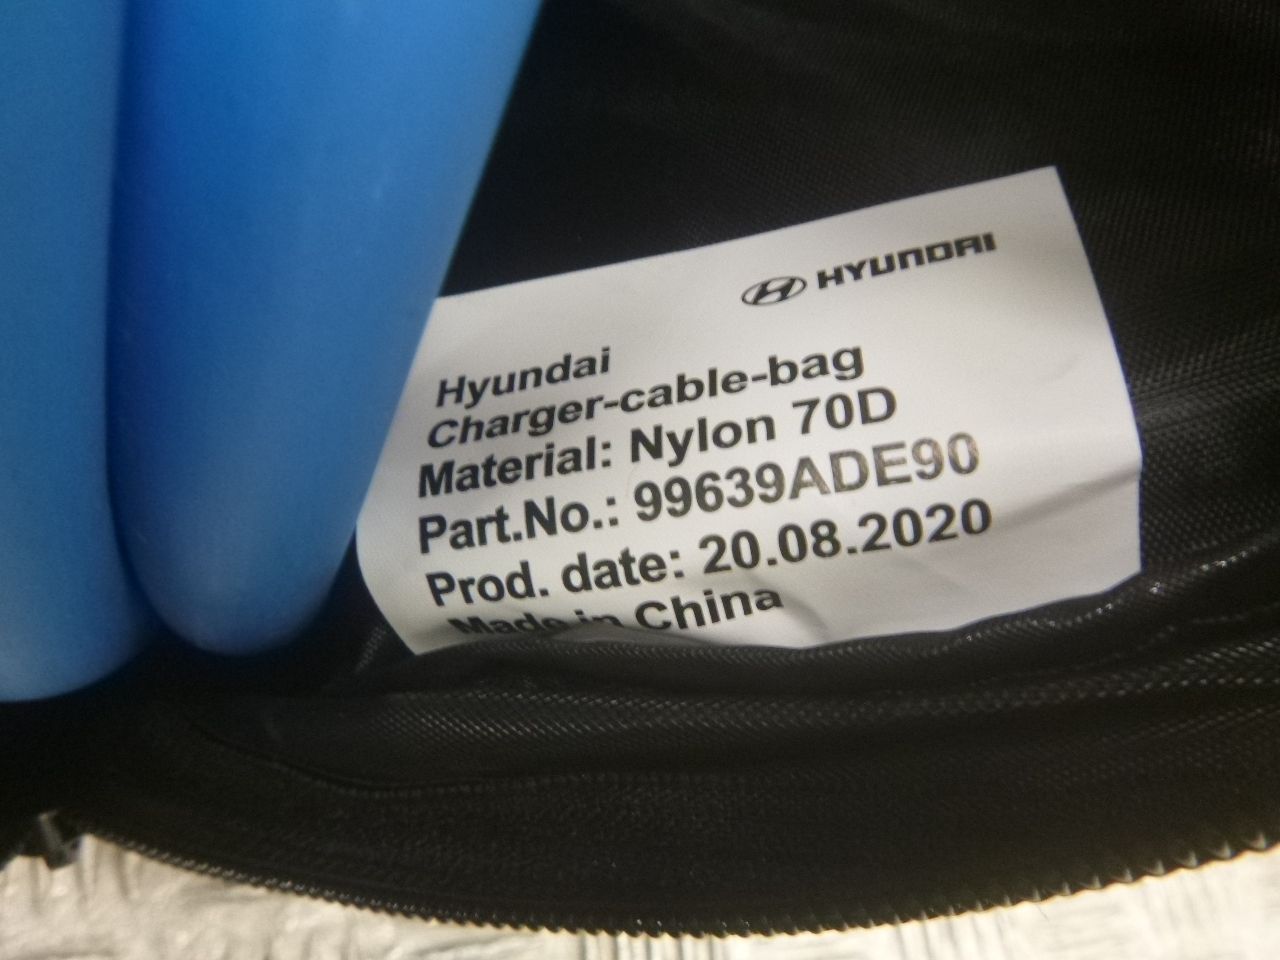 HYUNDAI
Hyundai
Charger-cable-bag
Material: Nylon 70D
Part.No.: 99639ADE90
Prod. date: 20.08.2020
Made in China